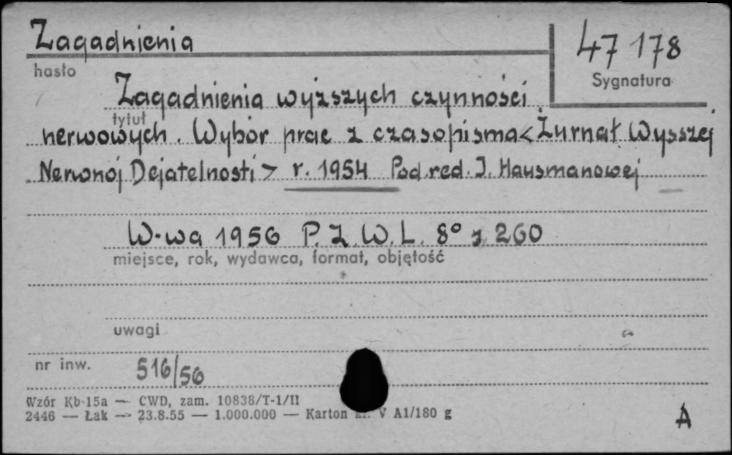 Zagadnienia
47 178
hasło
Sygnatura
Zagadnienia wyższych czynności
tytuł
nerwowych. Wybór prac z czasopisma <Żurnał Wysszej
Nerwnoj Dejatelnosti> r. 1954 Pod red. I. Hausmanowej
W-wa 1956 P.Z.W.L. 8° s 260
miejsce, rok, wydawca, format, objętość
uwagi
nr inw. 516/56
Wzór Kb-15a — CWD, zam. 10838/T-1/II
2446 — Łak — 23.8.55 — 1.000.000 — Karton V A1/180 g
A